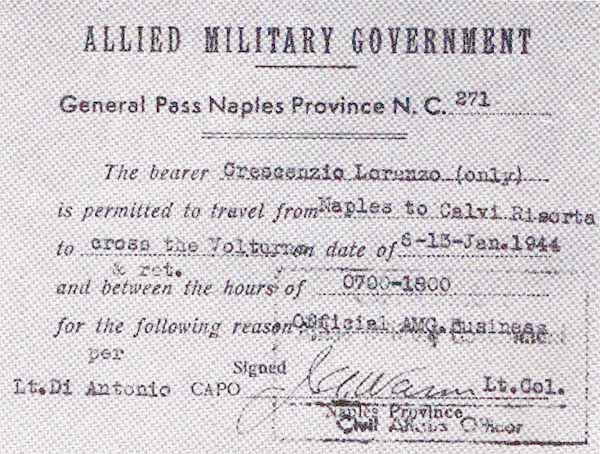 ALLIED MILITARY GOVERNMENT
General Pass Naples Province N. C. 271
The bearer Crescenzio Lorenzo (only)
is permitted to travel from Naples to Calvi Risorta
to cross the Volturno on date of 6-13-Jan.1944
& ret.
and between the hours of 0700-1800
for the following reason Official AMG.Business
per
Signed
Lt.Di Antonio CAPO Lt.Col.
Naples Province
Civil Affairs Officer